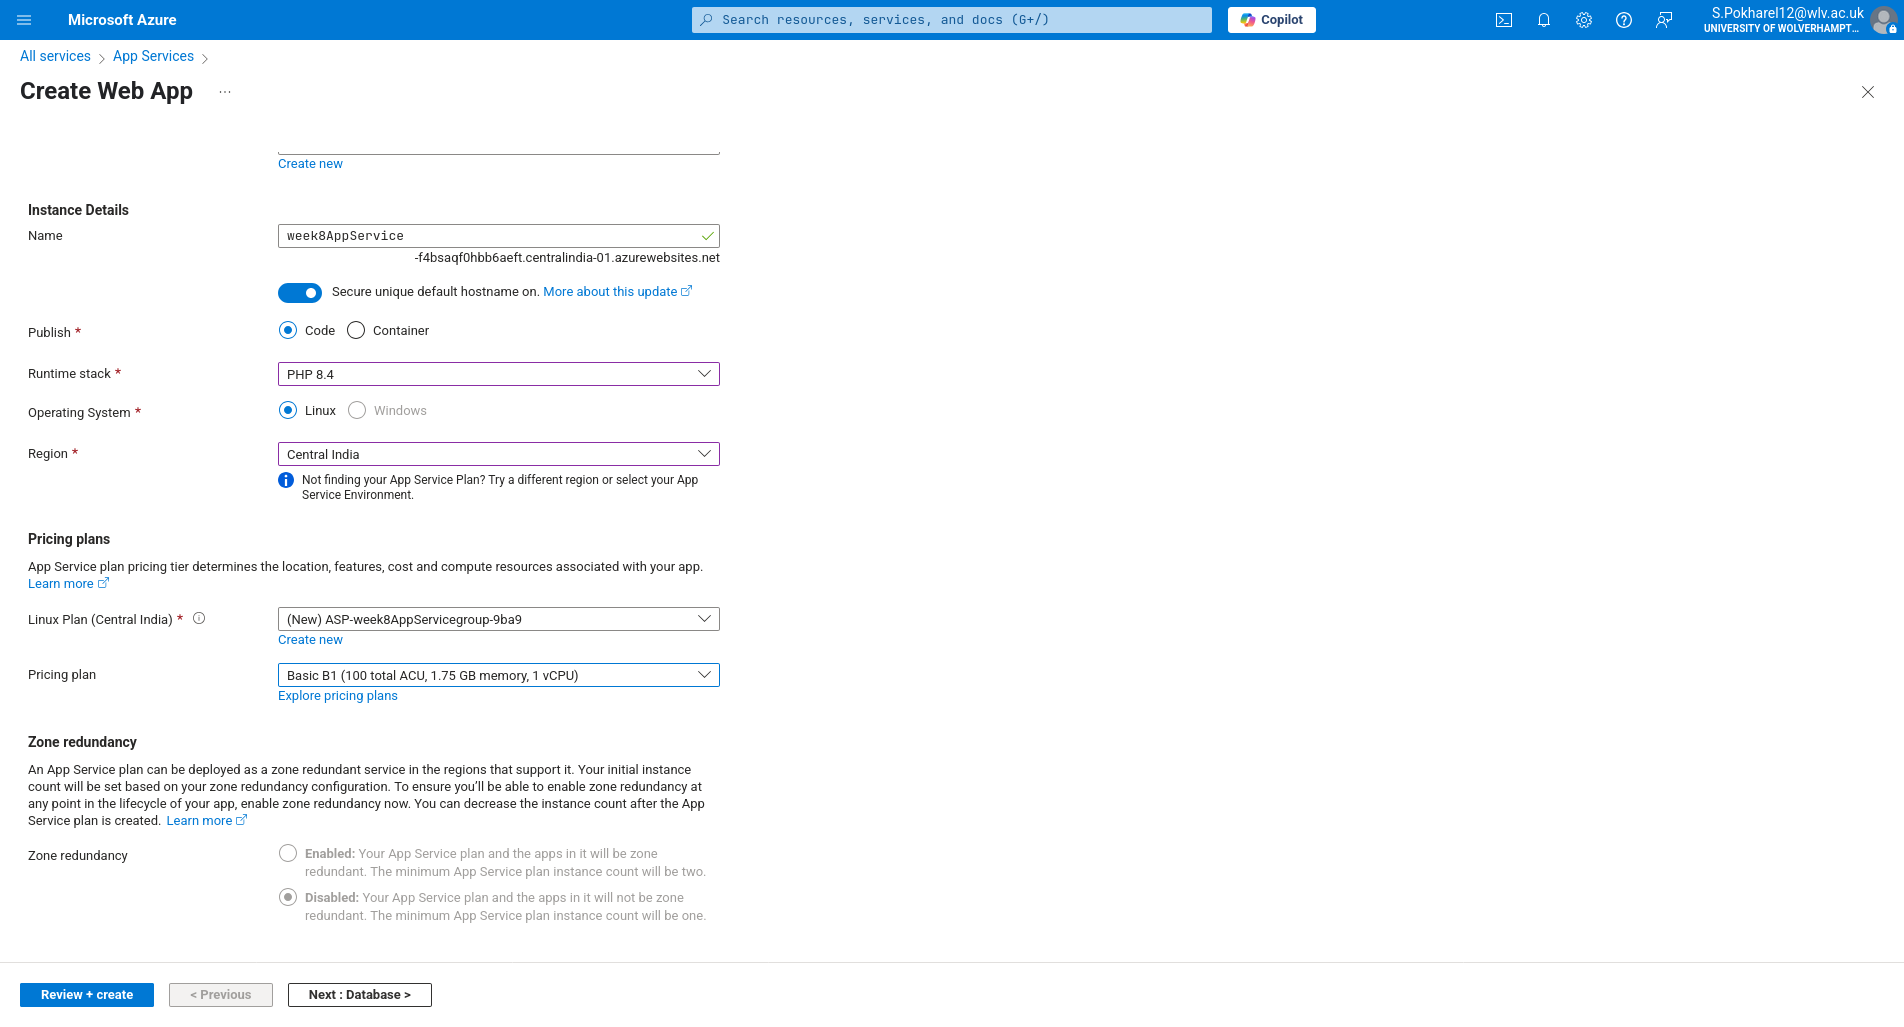 Microsoft Azure
Search resources, services, and docs (G+/)
Copilot
S.Pokharel12@wlv.ac.uk
UNIVERSITY OF WOLVERHAMPT...
All services
App Services
Create Web App
...
Create new
Instance Details
Name
week8AppService
-f4bsaqf0hbb6aeft.centralindia-01.azurewebsites.net
Secure unique default hostname on. More about this update
Publish *
Code
Container
Runtime stack *
PHP 8.4
Operating System *
Linux
Windows
Region *
Central India
Not finding your App Service Plan? Try a different region or select your App
Service Environment.
Pricing plans
App Service plan pricing tier determines the location, features, cost and compute resources associated with your app.
Learn more
Linux Plan (Central India) *
(New) ASP-week8AppServicegroup-9ba9
Create new
Pricing plan
Basic B1 (100 total ACU, 1.75 GB memory, 1 vCPU)
Explore pricing plans
Zone redundancy
An App Service plan can be deployed as a zone redundant service in the regions that support it. Your initial instance
count will be set based on your zone redundancy configuration. To ensure you’ll be able to enable zone redundancy at
any point in the lifecycle of your app, enable zone redundancy now. You can decrease the instance count after the App
Service plan is created. Learn more
Zone redundancy
Enabled: Your App Service plan and the apps in it will be zone
redundant. The minimum App Service plan instance count will be two.
Disabled: Your App Service plan and the apps in it will not be zone
redundant. The minimum App Service plan instance count will be one.
Review + create
< Previous
Next : Database >